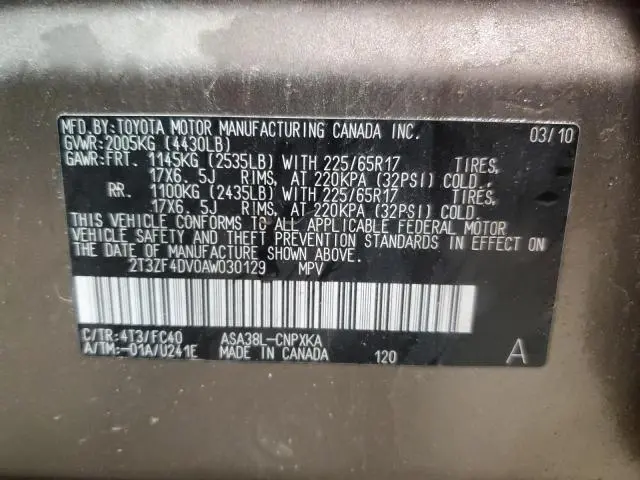 MFD.BY:TOYOTA MOTOR MANUFACTURING CANADA INC. 03/10
GVWR:2005KG (4430LB)
GAWR:FRT. 1145KG (2535LB) WITH 225/65R17 TIRES,
17X6.5J RIMS, AT 220KPA (32PSI) COLD.
RR. 1100KG (2435LB) WITH 225/65R17 TIRES,
17X6.5J RIMS, AT 220KPA (32PSI) COLD.
THIS VEHICLE CONFORMS TO ALL APPLICABLE FEDERAL MOTOR
VEHICLE SAFETY AND THEFT PREVENTION STANDARDS IN EFFECT ON
THE DATE OF MANUFACTURE SHOWN ABOVE.
2T3ZF4DV0AW030129 MPV
C/TR:4T3/FC40 ASA38L-CNPXKA
A/TM:-01A/U241E MADE IN CANADA 120 A